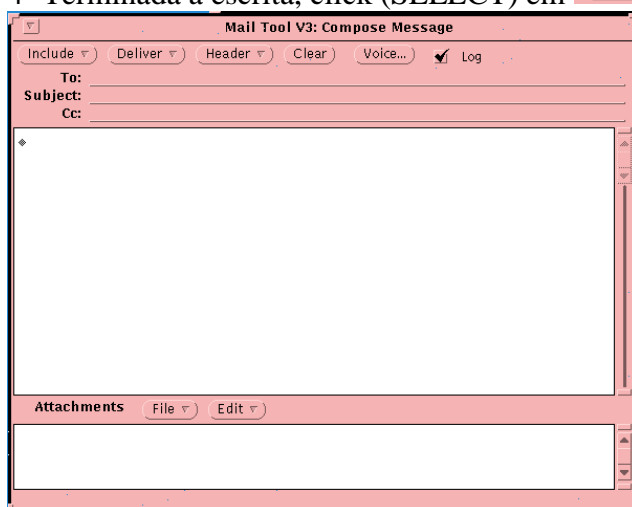 Terminada a escrita, click (SELECT) em
Mail Tool V3: Compose Message
Include Deliver Header Clear Voice... Log
To:
Subject:
Cc:
Attachments File Edit